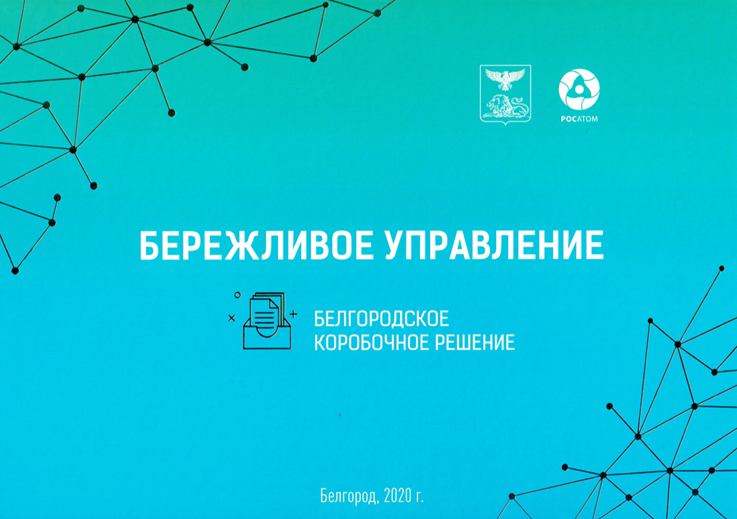 РОСАТОМ
БЕРЕЖЛИВОЕ УПРАВЛЕНИЕ
БЕЛГОРОДСКОЕ
КОРОБОЧНОЕ РЕШЕНИЕ
Белгород, 2020 г.